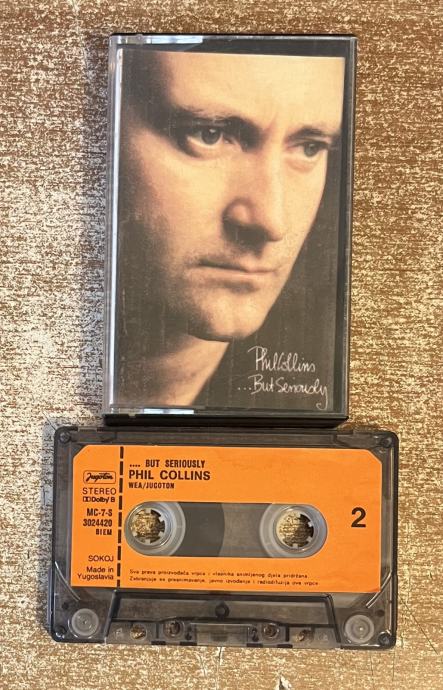 Phil Collins
...But Seriously
.... BUT SERIOUSLY
PHIL COLLINS
WEA/JUGOTON
Jugoton
STEREO
Dolby B
MC-7-S
3024420
BIEM
SOKOJ
Made in
Yugoslavia
2
Sva prava proizvođača vrpce i vlasnika snimljenog djela pridržana.
Zabranjuje se presnimavanje, javno izvođenje i radiodifuzija ove vrpce